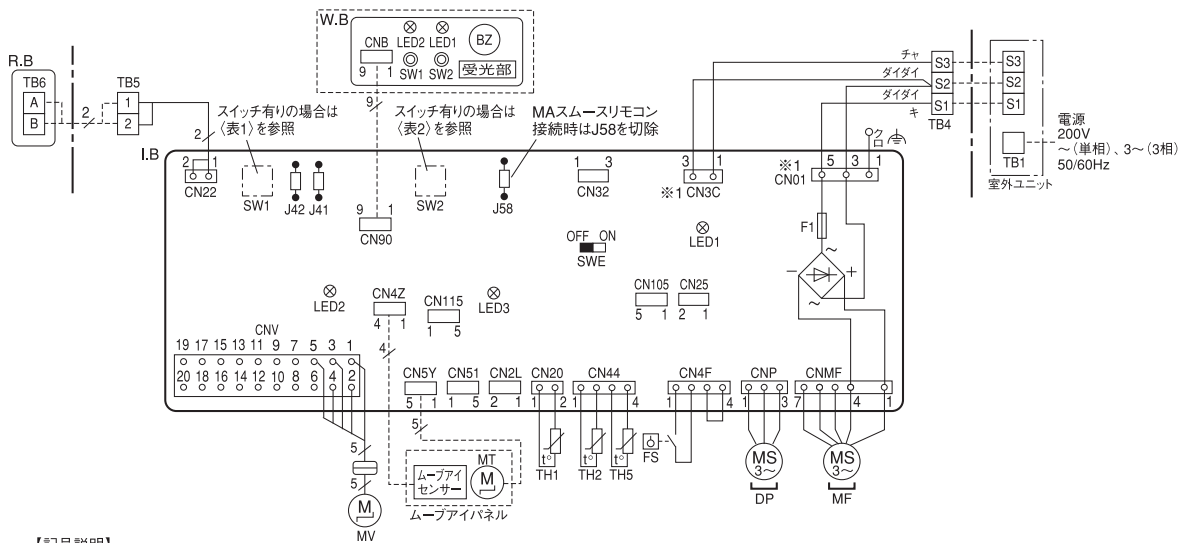 W.B
CNB
LED2 LED1
BZ
SW1 SW2
受光部
9 1
R.B
TB6
A
B
2
TB5
1
2
2
スイッチ有りの場合は
〈表1〉を参照
9
スイッチ有りの場合は
〈表2〉を参照
MAスムースリモコン
接続時はJ58を切除
チャ
ダイダイ
ダイダイ
キ
S3
S2
S1
TB4
S3
S2
S1
TB1
室外ユニット
電源
200V
~(単相)、3~(3相)
50/60Hz
クロ
I.B
2 1
CN22
SW1
J42 J41
9 1
CN90
SW2
J58
1 3
CN32
3 1
※1 CN3C
※1
CN01
5 3 1
F1
LED1
OFF ON
SWE
~
− +
~
LED2
CN4Z
4 1
CN115
1 5
LED3
CN105
5 1
CN25
2 1
CNV
19 17 15 13 11 9 7 5 3 1
20 18 16 14 12 10 8 6 4 2
4
CN5Y
5 1
CN51
1 5
CN2L
2 1
CN20
1 2
CN44
1 4
CN4F
1 4
CNP
1 3
CNMF
7 4 1
5
5
5
M
MV
ムーブアイ
センサー
MT
M
ムーブアイパネル
t°
TH1
t°
TH2
t°
TH5
FS
MS
3~
DP
MS
3~
MF
【記号説明】